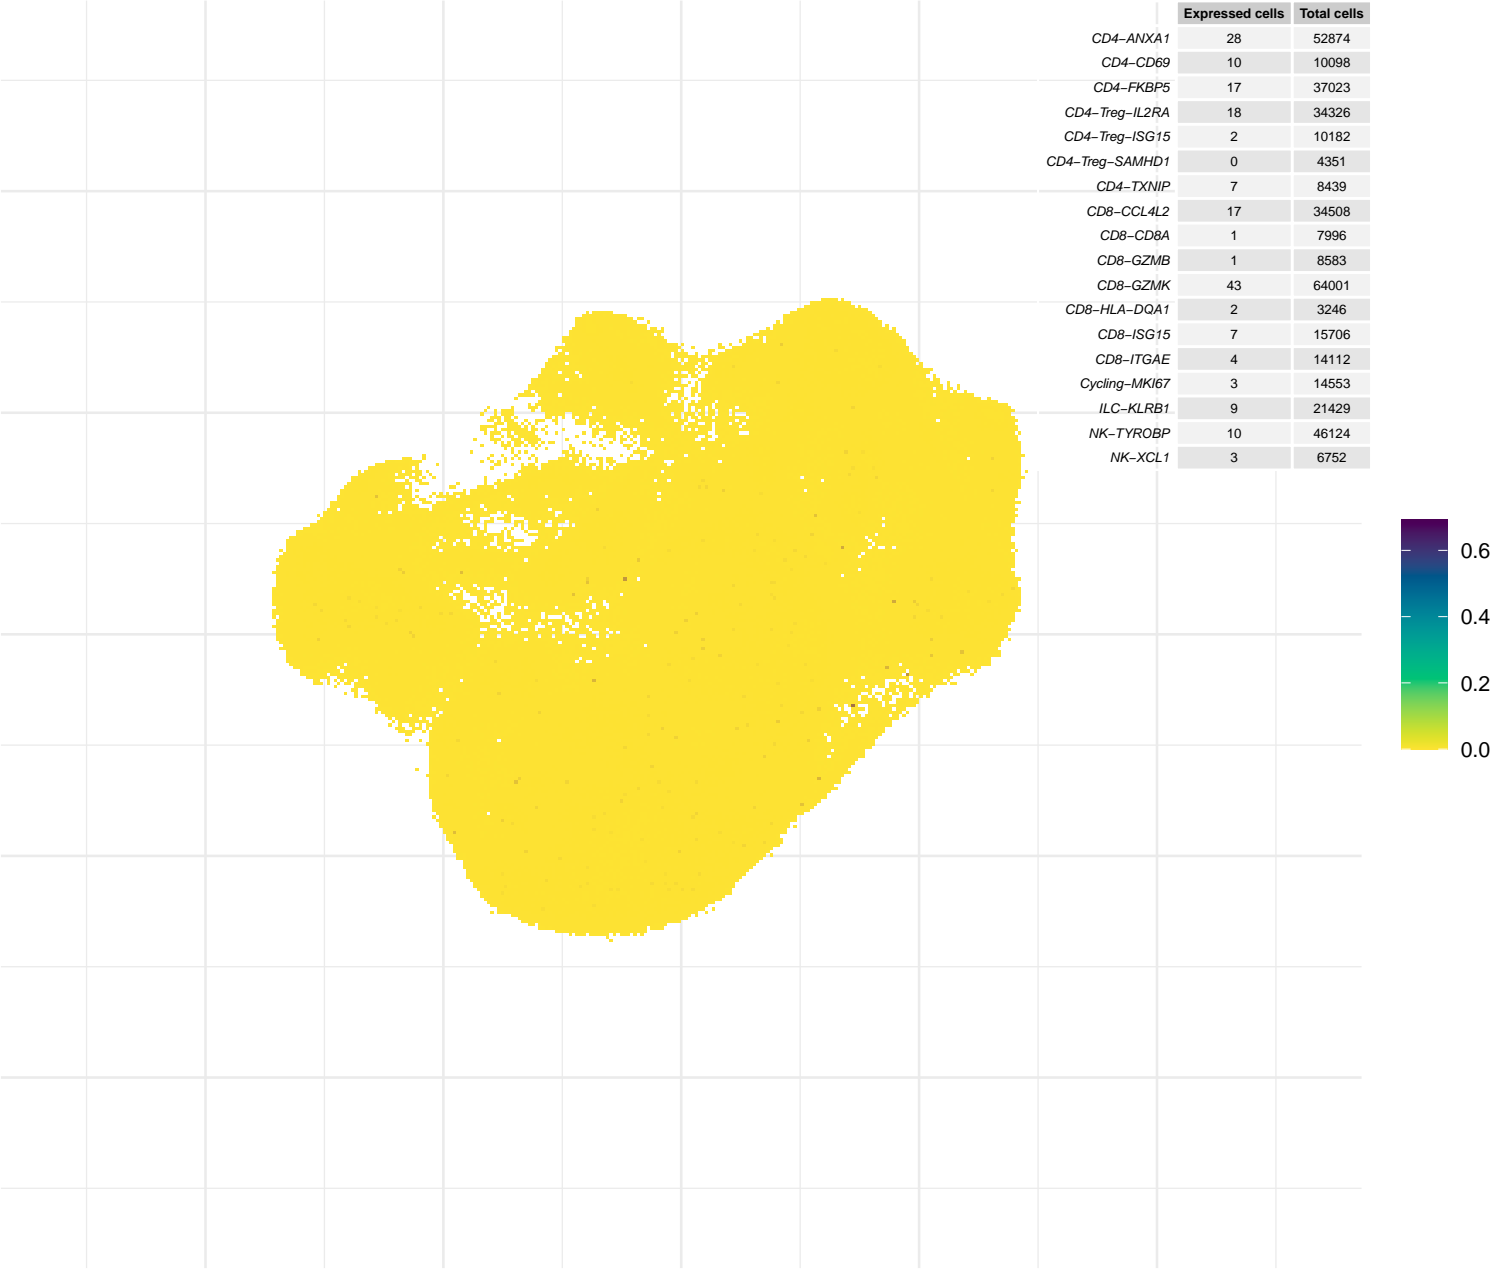 Expressed cells Total cells
CD4−ANXA1 28 52874
CD4−CD69 10 10098
CD4−FKBP5 17 37023
CD4−Treg−IL2RA 18 34326
CD4−Treg−ISG15 2 10182
CD4−Treg−SAMHD1 0 4351
CD4−TXNIP 7 8439
CD8−CCL4L2 17 34508
CD8−CD8A 1 7996
CD8−GZMB 1 8583
CD8−GZMK 43 64001
CD8−HLA−DQA1 2 3246
CD8−ISG15 7 15706
CD8−ITGAE 4 14112
Cycling−MKI67 3 14553
ILC−KLRB1 9 21429
NK−TYROBP 10 46124
NK−XCL1 3 6752
0.6
0.4
0.2
0.0